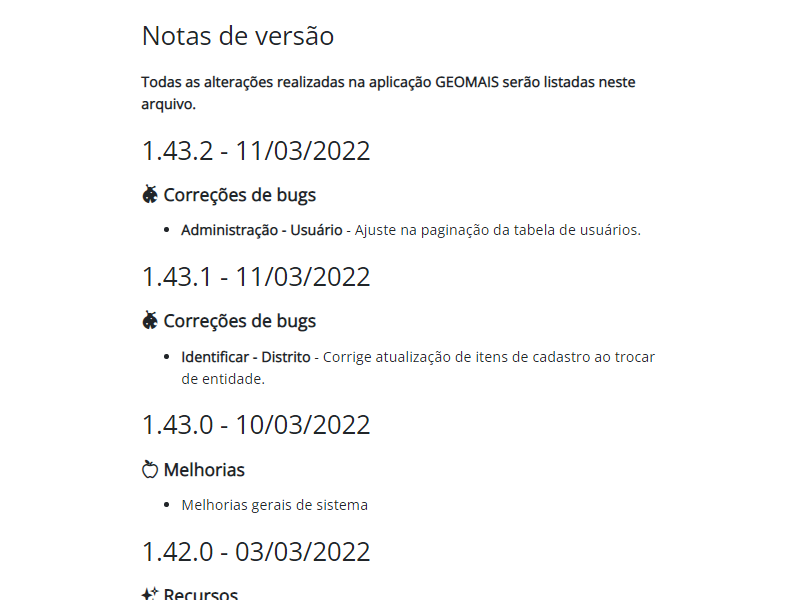 Notas de versão
Todas as alterações realizadas na aplicação GEOMAIS serão listadas neste
arquivo.
1.43.2 - 11/03/2022
Correções de bugs
Administração - Usuário - Ajuste na paginação da tabela de usuários.
1.43.1 - 11/03/2022
Correções de bugs
Identificar - Distrito - Corrige atualização de itens de cadastro ao trocar
de entidade.
1.43.0 - 10/03/2022
Melhorias
Melhorias gerais de sistema
1.42.0 - 03/03/2022
Recursos